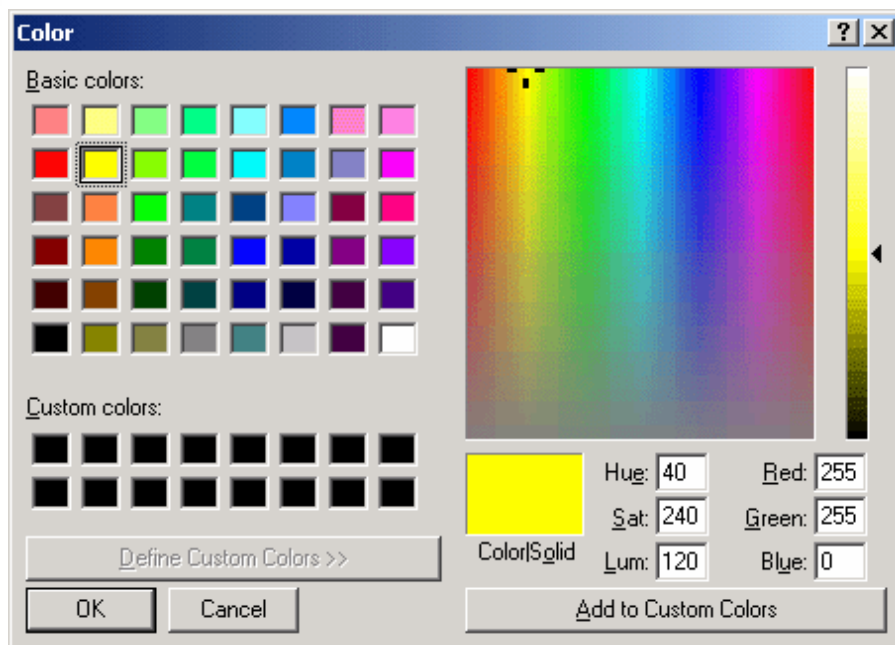 Color
Basic colors:
Custom colors:
Define Custom Colors >>
OK Cancel
Color|Solid
Hue: 40 Red: 255
Sat: 240 Green: 255
Lum: 120 Blue: 0
Add to Custom Colors